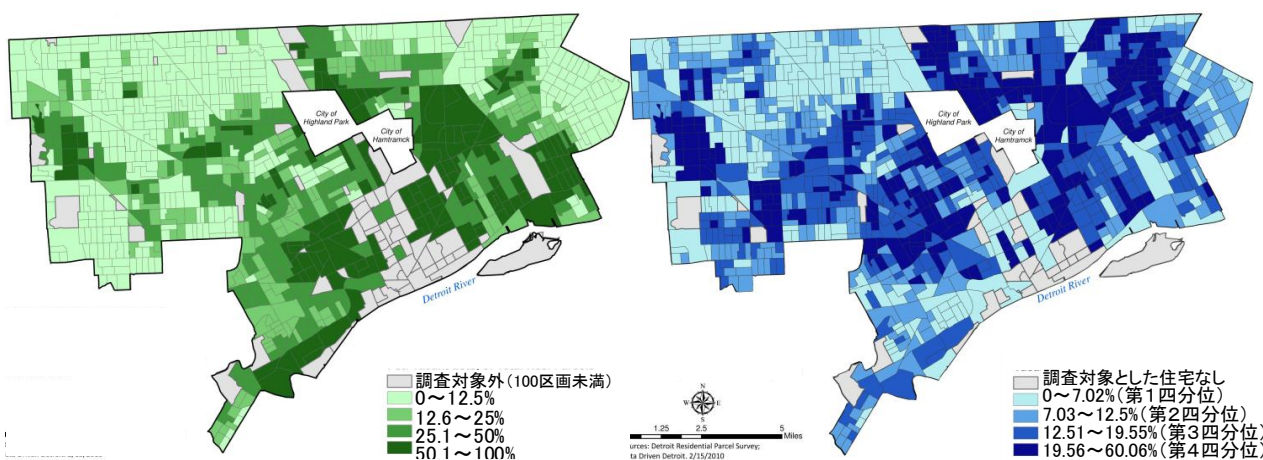 City of
Highland Park
City of
Hamtramck
Detroit River
調査対象外(100区画未満)
0～12.5%
12.6～25%
25.1～50%
50.1～100%
City of
Highland Park
City of
Hamtramck
Detroit River
N
W E
S
1.25 2.5 5
Miles
urces: Detroit Residential Parcel Survey;
ta Driven Detroit. 2/15/2010
調査対象とした住宅なし
0～7.02%(第1四分位)
7.03～12.5%(第2四分位)
12.51～19.55%(第3四分位)
19.56～60.06%(第4四分位)